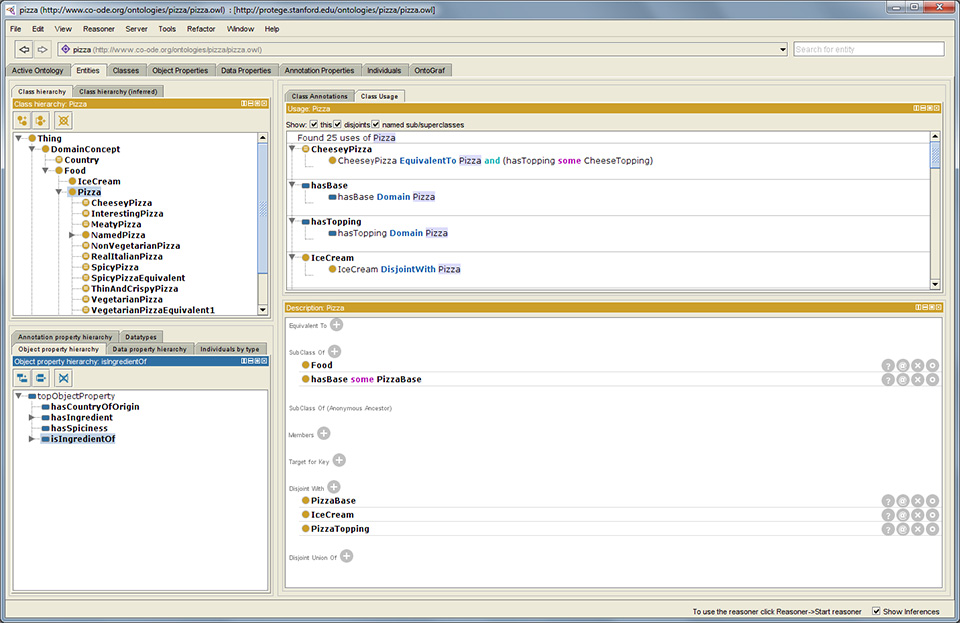 pizza (http://www.co-ode.org/ontologies/pizza/pizza.owl) : [http://protege.stanford.edu/ontologies/pizza/pizza.owl]
File Edit View Reasoner Server Tools Refactor Window Help
pizza (http://www.co-ode.org/ontologies/pizza/pizza.owl)
Search for entity
Active Ontology Entities Classes Object Properties Data Properties Annotation Properties Individuals OntoGraf
Class hierarchy Class hierarchy (inferred)
Class hierarchy: Pizza
Thing
DomainConcept
Country
Food
IceCream
Pizza
CheeseyPizza
InterestingPizza
MeatyPizza
NamedPizza
NonVegetarianPizza
RealItalianPizza
SpicyPizza
SpicyPizzaEquivalent
ThinAndCrispyPizza
VegetarianPizza
VegetarianPizzaEquivalent1
Annotation property hierarchy Datatypes
Object property hierarchy Data property hierarchy Individuals by type
Object property hierarchy: isIngredientOf
topObjectProperty
hasCountryOfOrigin
hasIngredient
hasSpiciness
isIngredientOf
Class Annotations Class Usage
Usage: Pizza
Show: this disjoints named sub/superclasses
Found 25 uses of Pizza
CheeseyPizza
CheeseyPizza EquivalentTo Pizza and (hasTopping some CheeseTopping)
hasBase
hasBase Domain Pizza
hasTopping
hasTopping Domain Pizza
IceCream
IceCream DisjointWith Pizza
Description: Pizza
Equivalent To
SubClass Of
Food
hasBase some PizzaBase
SubClass Of (Anonymous Ancestor)
Members
Target for Key
Disjoint With
PizzaBase
IceCream
PizzaTopping
Disjoint Union Of
To use the reasoner click Reasoner->Start reasoner Show Inferences